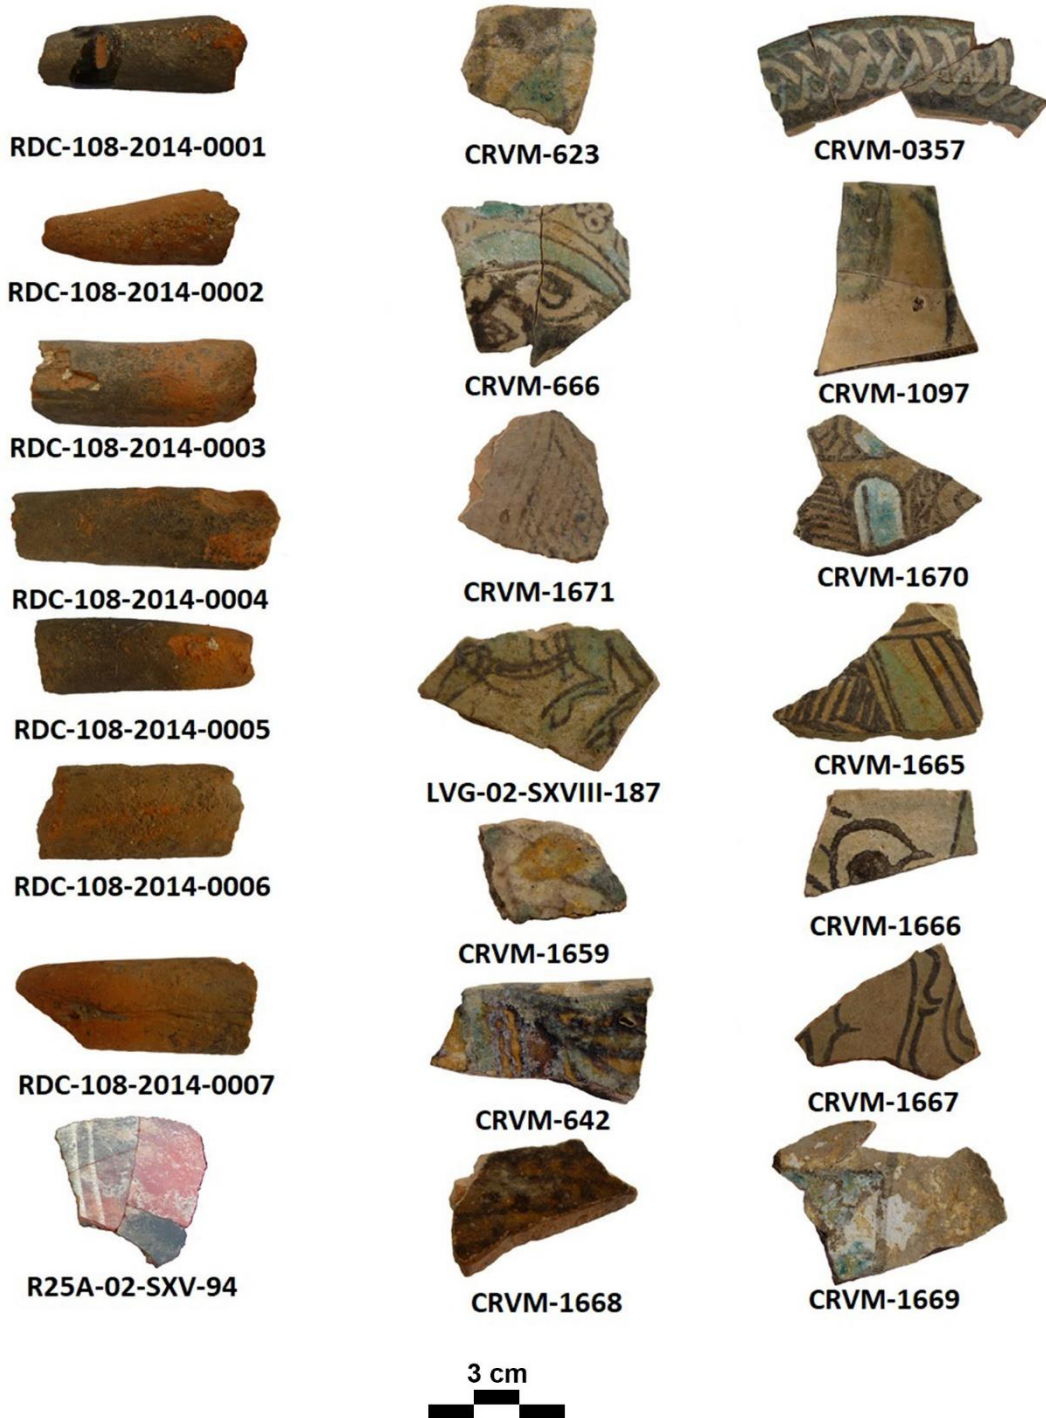 RDC-108-2014-0001
RDC-108-2014-0002
RDC-108-2014-0003
RDC-108-2014-0004
RDC-108-2014-0005
RDC-108-2014-0006
RDC-108-2014-0007
R25A-02-SXV-94
CRVM-623
CRVM-666
CRVM-1671
LVG-02-SXVIII-187
CRVM-1659
CRVM-642
CRVM-1668
CRVM-0357
CRVM-1097
CRVM-1670
CRVM-1665
CRVM-1666
CRVM-1667
CRVM-1669
3 cm